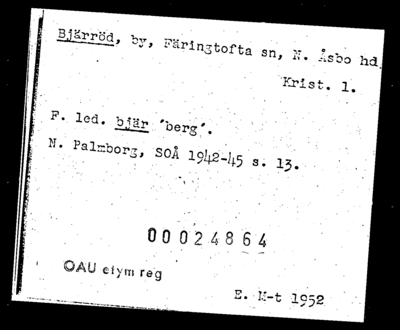 Bjärröd, by, Färingtofta sn, N. Åsbo hd
Krist. l.
F. led. bjär 'berg'.
N. Palmborg, SOÅ 1942-45 s. 13.
00024864
OAU etym reg
E. M-t 1952